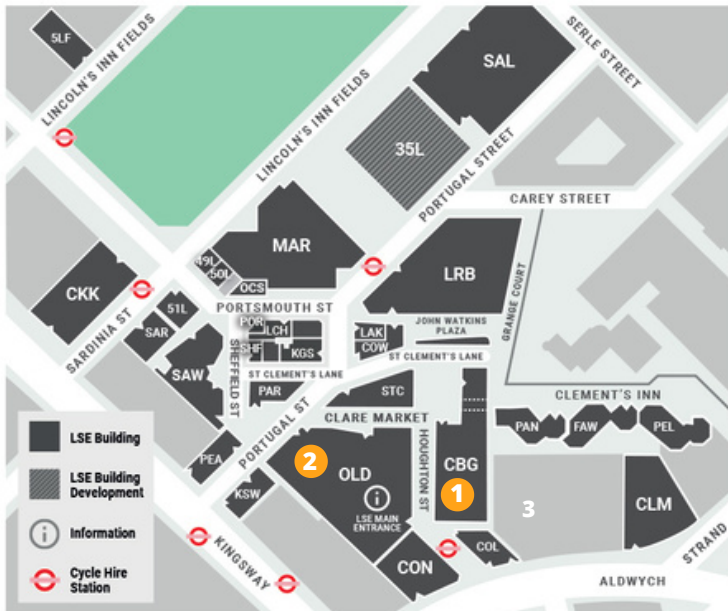 5LF
LINCOLN'S INN FIELDS
LINCOLN'S INN FIELDS
SAL
SERLE STREET
35L
PORTUGAL STREET
CAREY STREET
MAR
49L
50L
OCS
LRB
GRANGE COURT
CKK
SARDINIA ST
51L
SAR
SAW
PORTSMOUTH ST
POR
LCH
SHF
KGS
SHEFFIELD ST
ST CLEMENT'S LANE
PAR
LAK
COW
JOHN WATKINS
PLAZA
ST CLEMENT'S LANE
STC
CLARE MARKET
PORTUGAL ST
PEA
KSW
KINGSWAY
2
OLD
LSE MAIN
ENTRANCE
HOUGHTON ST
CBG
1
CON
COL
CLEMENT'S INN
PAN
FAW
PEL
3
CLM
STRAND
ALDWYCH
LSE Building
LSE Building
Development
Information
Cycle Hire
Station